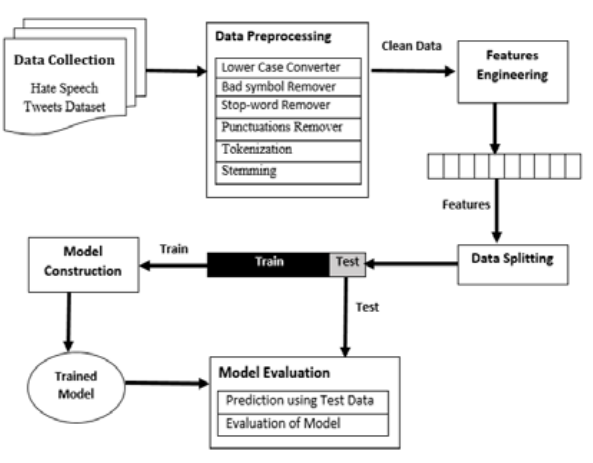 Data Collection
Hate Speech
Tweets Dataset
Data Preprocessing
Lower Case Converter
Bad symbol Remover
Stop-word Remover
Punctuations Remover
Tokenization
Stemming
Clean Data
Features
Engineering
Features
Data Splitting
Train
Test
Train
Test
Model
Construction
Trained
Model
Model Evaluation
Prediction using Test Data
Evaluation of Model